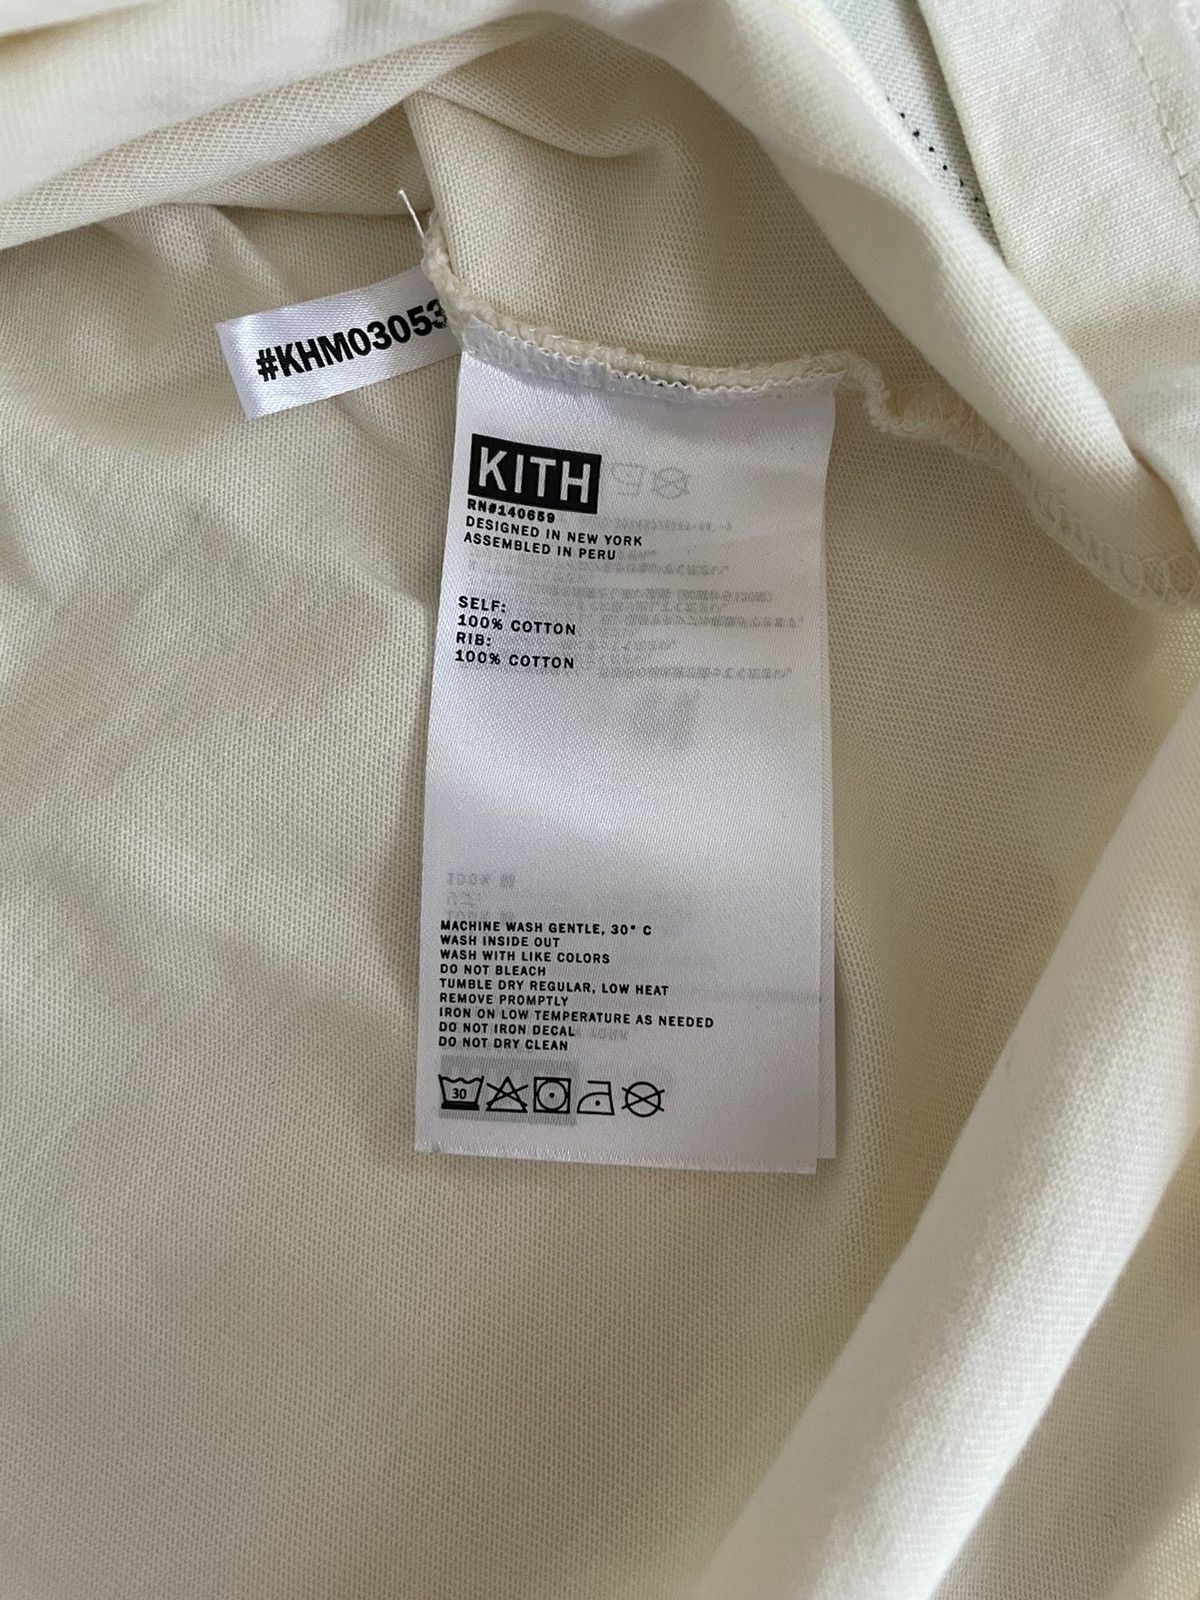 #KHM03053
KITH
RN#140659
DESIGNED IN NEW YORK
ASSEMBLED IN PERU
SELF:
100% COTTON
RIB:
100% COTTON
MACHINE WASH GENTLE, 30° C
WASH INSIDE OUT
WASH WITH LIKE COLORS
DO NOT BLEACH
TUMBLE DRY REGULAR, LOW HEAT
REMOVE PROMPTLY
IRON ON LOW TEMPERATURE AS NEEDED
DO NOT IRON DECAL
DO NOT DRY CLEAN
30